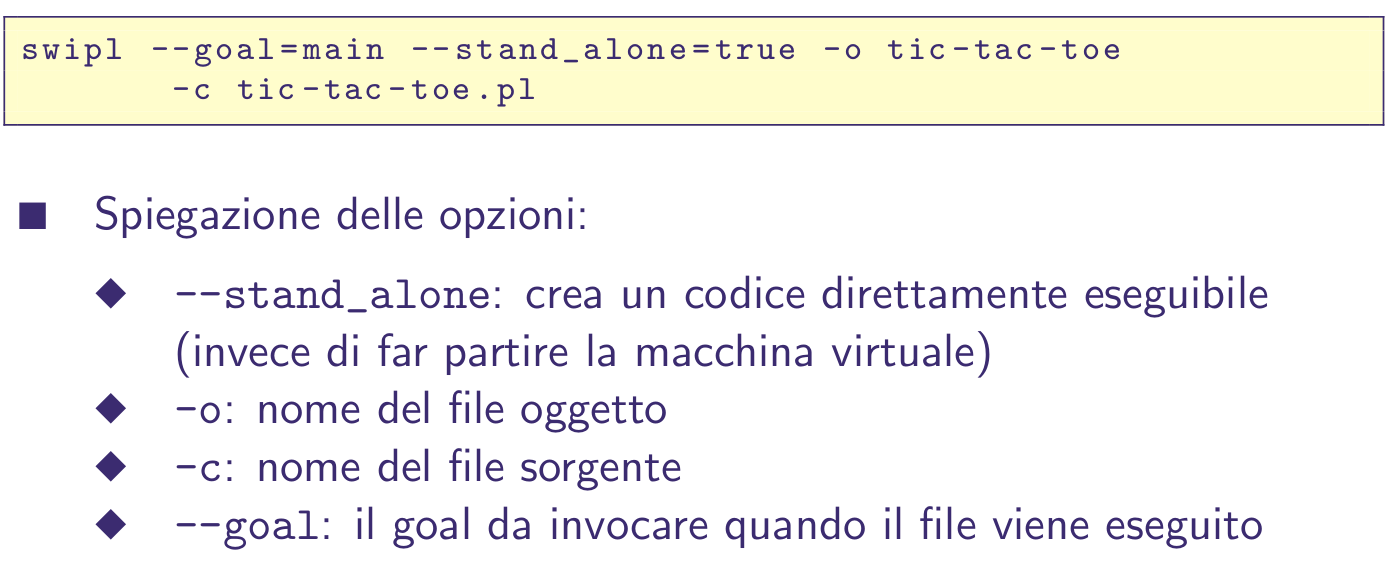 swipl --goal=main --stand_alone=true -o tic-tac-toe
-c tic-tac-toe.pl
Spiegazione delle opzioni:
--stand_alone: crea un codice direttamente eseguibile
(invece di far partire la macchina virtuale)
-o: nome del file oggetto
-c: nome del file sorgente
--goal: il goal da invocare quando il file viene eseguito